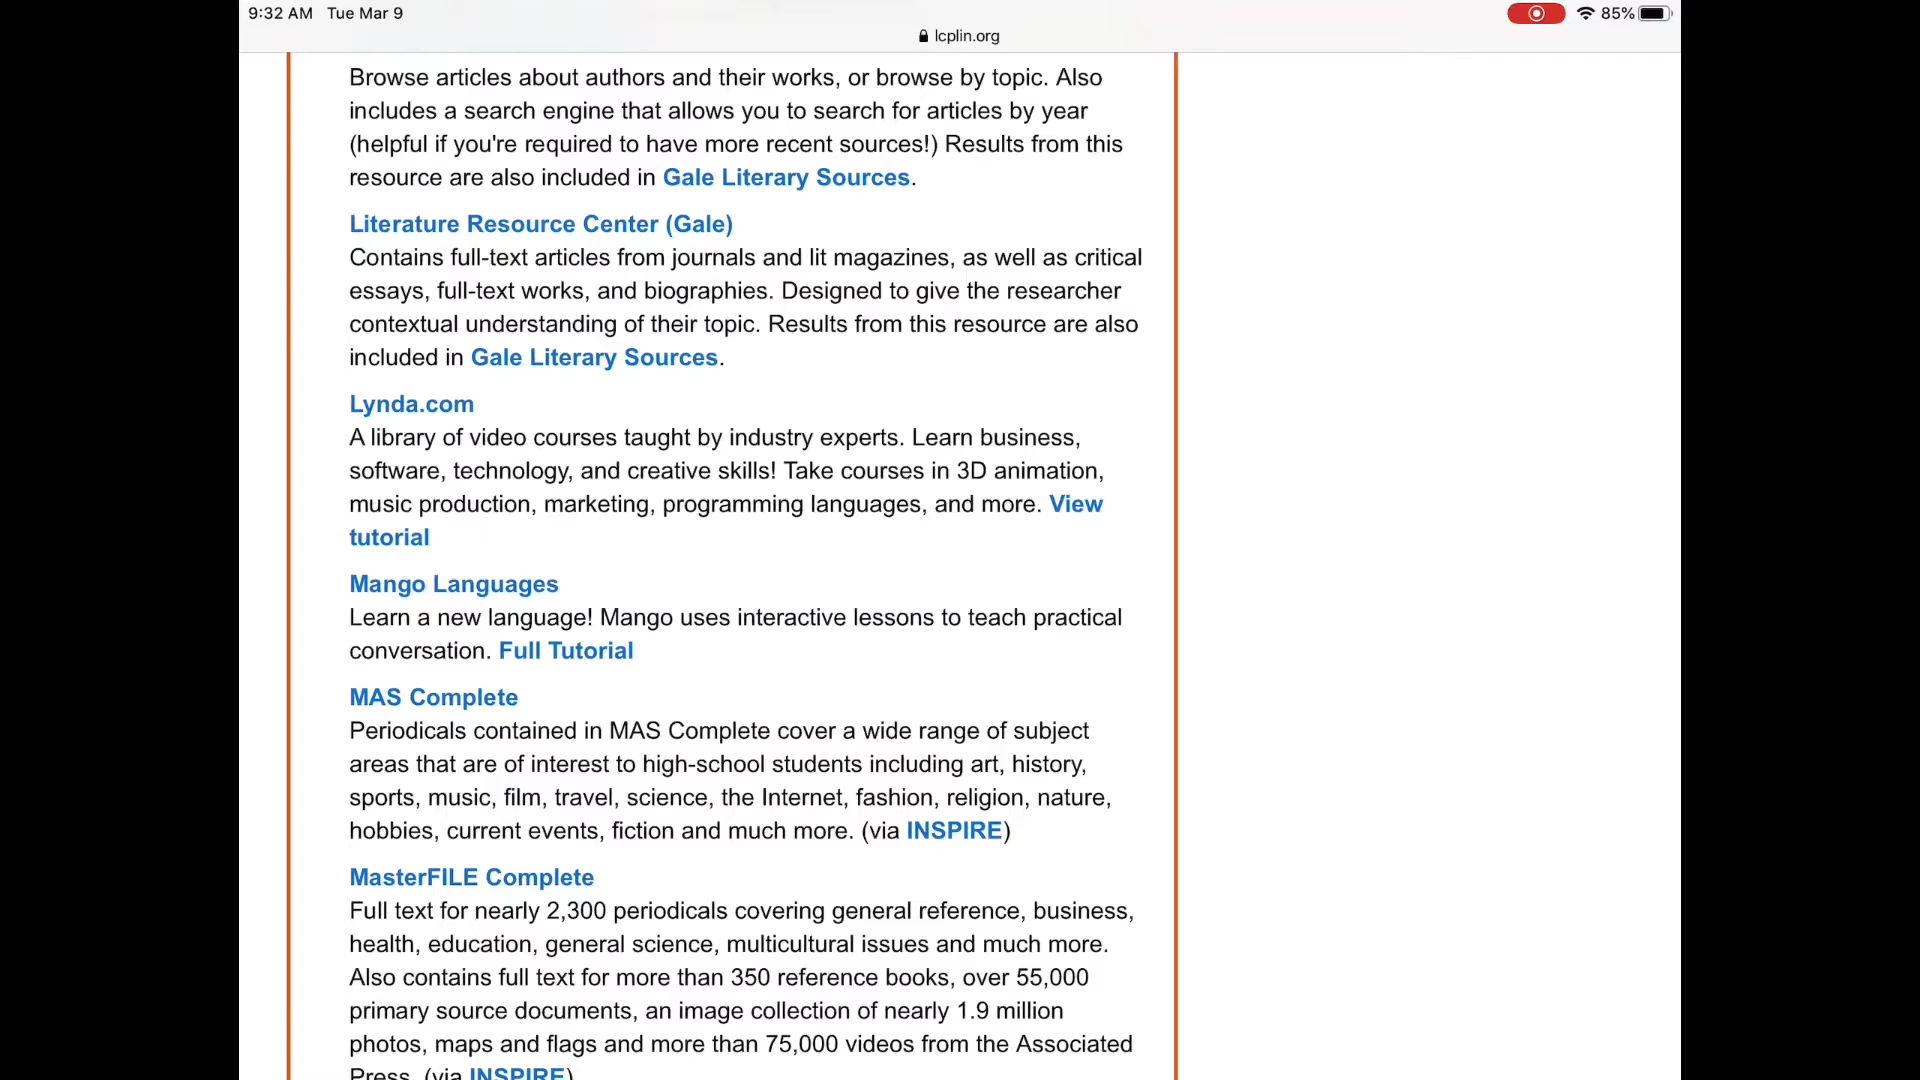 9:32 AM Tue Mar 9
85%
lcplin.org
Browse articles about authors and their works, or browse by topic. Also
includes a search engine that allows you to search for articles by year
(helpful if you're required to have more recent sources!) Results from this
resource are also included in Gale Literary Sources.
Literature Resource Center (Gale)
Contains full-text articles from journals and lit magazines, as well as critical
essays, full-text works, and biographies. Designed to give the researcher
contextual understanding of their topic. Results from this resource are also
included in Gale Literary Sources.
Lynda.com
A library of video courses taught by industry experts. Learn business,
software, technology, and creative skills! Take courses in 3D animation,
music production, marketing, programming languages, and more. View
tutorial
Mango Languages
Learn a new language! Mango uses interactive lessons to teach practical
conversation. Full Tutorial
MAS Complete
Periodicals contained in MAS Complete cover a wide range of subject
areas that are of interest to high-school students including art, history,
sports, music, film, travel, science, the Internet, fashion, religion, nature,
hobbies, current events, fiction and much more. (via INSPIRE)
MasterFILE Complete
Full text for nearly 2,300 periodicals covering general reference, business,
health, education, general science, multicultural issues and much more.
Also contains full text for more than 350 reference books, over 55,000
primary source documents, an image collection of nearly 1.9 million
photos, maps and flags and more than 75,000 videos from the Associated
Press. (via INSPIRE)